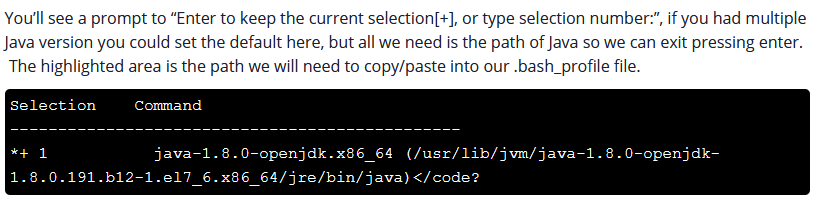 You'll see a prompt to “Enter to keep the current selection[+], or type selection number:”, if you had multiple
Java version you could set the default here, but all we need is the path of Java so we can exit pressing enter.
The highlighted area is the path we will need to copy/paste into our .bash_profile file.
Selection    Command
-----------------------------------------------
*+ 1           java-1.8.0-openjdk.x86_64 (/usr/lib/jvm/java-1.8.0-openjdk-
1.8.0.191.b12-1.el7_6.x86_64/jre/bin/java)</code?